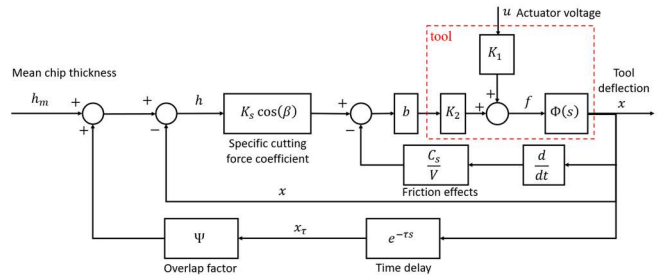 u Actuator voltage
tool
K₁
Mean chip thickness
Tool
deflection
hₘ + + h Kₛ cos(β) + b K₂ + + f Φ(s) x
+ − −
Specific cutting
force coefficient
Cₛ/V d/dt
Friction effects
x
Ψ x_τ e^{−τs}
Overlap factor Time delay